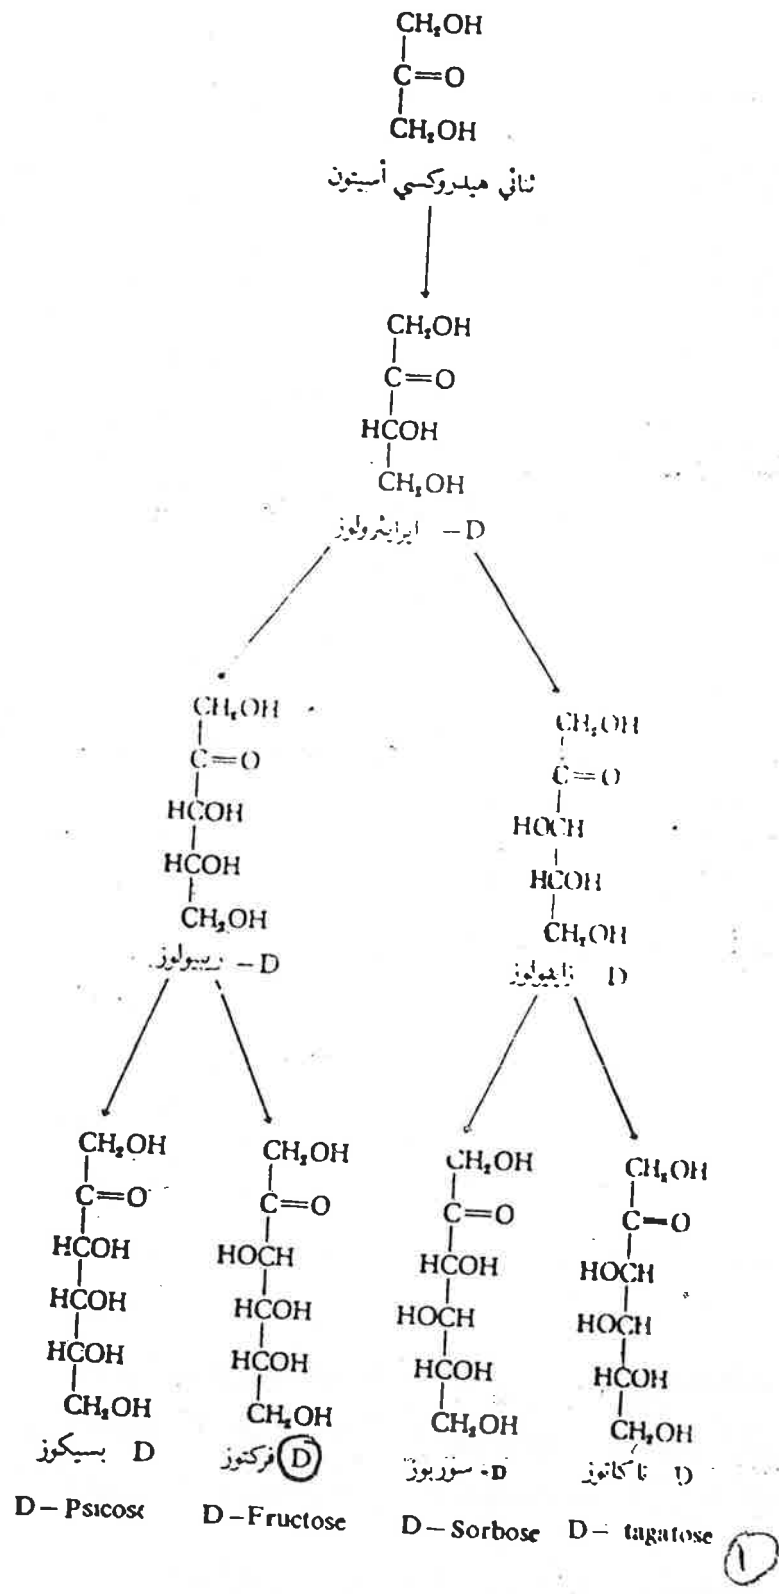 CH₂OH
C=O
CH₂OH
ثنائي هيدروكسي أسيتون
CH₂OH
C=O
HCOH
CH₂OH
D – ايرايثرولوز
CH₂OH
C=O
HCOH
HCOH
CH₂OH
D – ريبولوز
CH₂OH
C=O
HOCH
HCOH
CH₂OH
D زايلولوز
CH₂OH
C=O
HCOH
HCOH
HCOH
CH₂OH
D بسيكوز
D – Psicose
CH₂OH
C=O
HOCH
HCOH
HCOH
CH₂OH
D فركتوز
D – Fructose
CH₂OH
C=O
HCOH
HOCH
HCOH
CH₂OH
D - سوربوز
D – Sorbose
CH₂OH
C=O
HOCH
HOCH
HCOH
CH₂OH
D تاكاتوز
D – tagatose
١